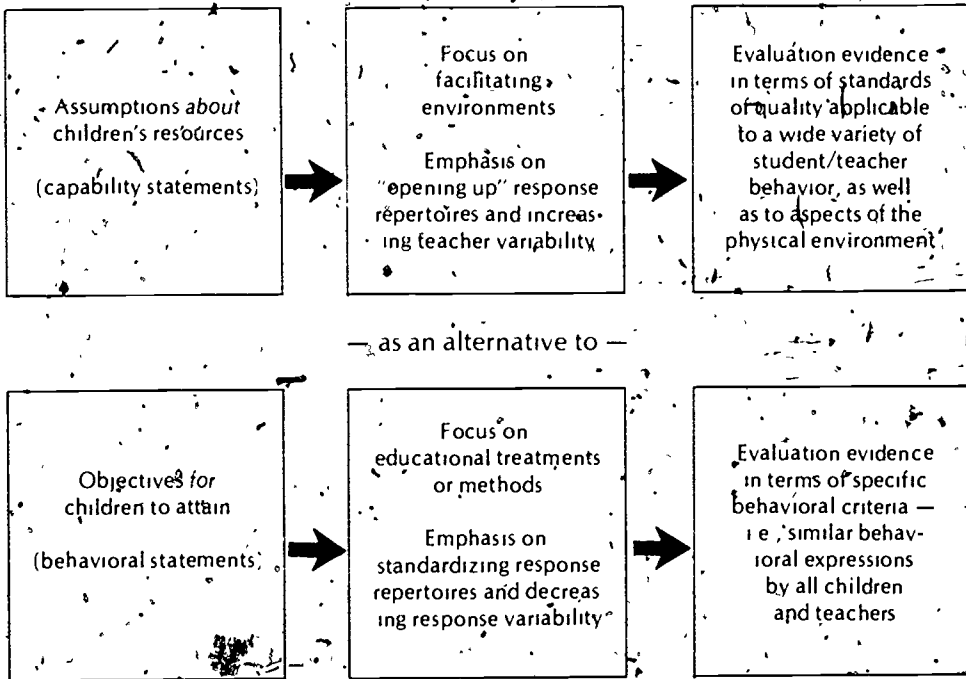 Assumptions about
children's resources
(capability statements)
Focus on
facilitating
environments
Emphasis on
"opening up" response
repertoires and increas-
ing teacher variability
Evaluation evidence
in terms of standards
of quality applicable
to a wide variety of
student/teacher
behavior, as well
as to aspects of the
physical environment
— as an alternative to —
Objectives for
children to attain
(behavioral statements)
Focus on
educational treatments
or methods
Emphasis on
standardizing response
repertoires and decreas
ing response variability
Evaluation evidence
in terms of specific
behavioral criteria —
i e , similar behav-
ioral expressions
by all children
and teachers